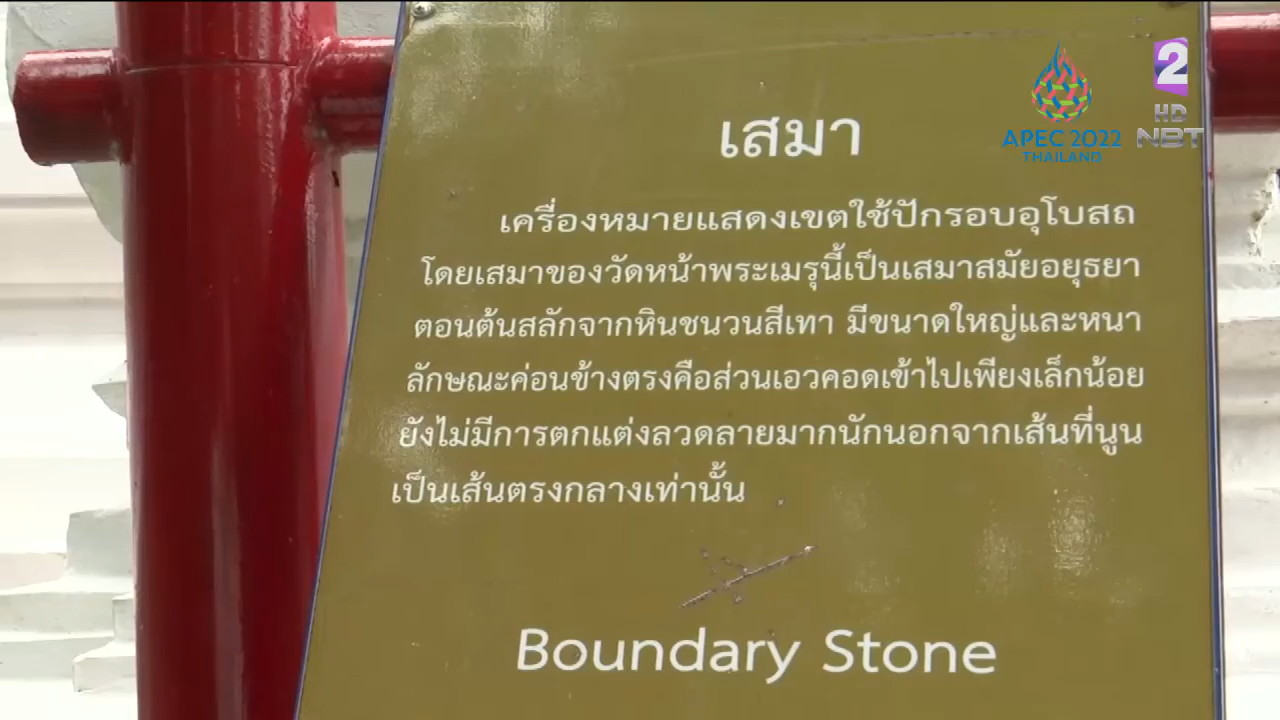 เสมา
เครื่องหมายแสดงเขตใช้ปักรอบอุโบสถ
โดยเสมาของวัดหน้าพระเมรุนี้เป็นเสมาสมัยอยุธยา
ตอนต้นสลักจากหินชนวนสีเทา มีขนาดใหญ่และหนา
ลักษณะค่อนข้างตรงคือส่วนเอวคอดเข้าไปเพียงเล็กน้อย
ยังไม่มีการตกแต่งลวดลายมากนักนอกจากเส้นที่นูน
เป็นเส้นตรงกลางเท่านั้น
Boundary Stone
APEC 2022
THAILAND
2
HD
NBT